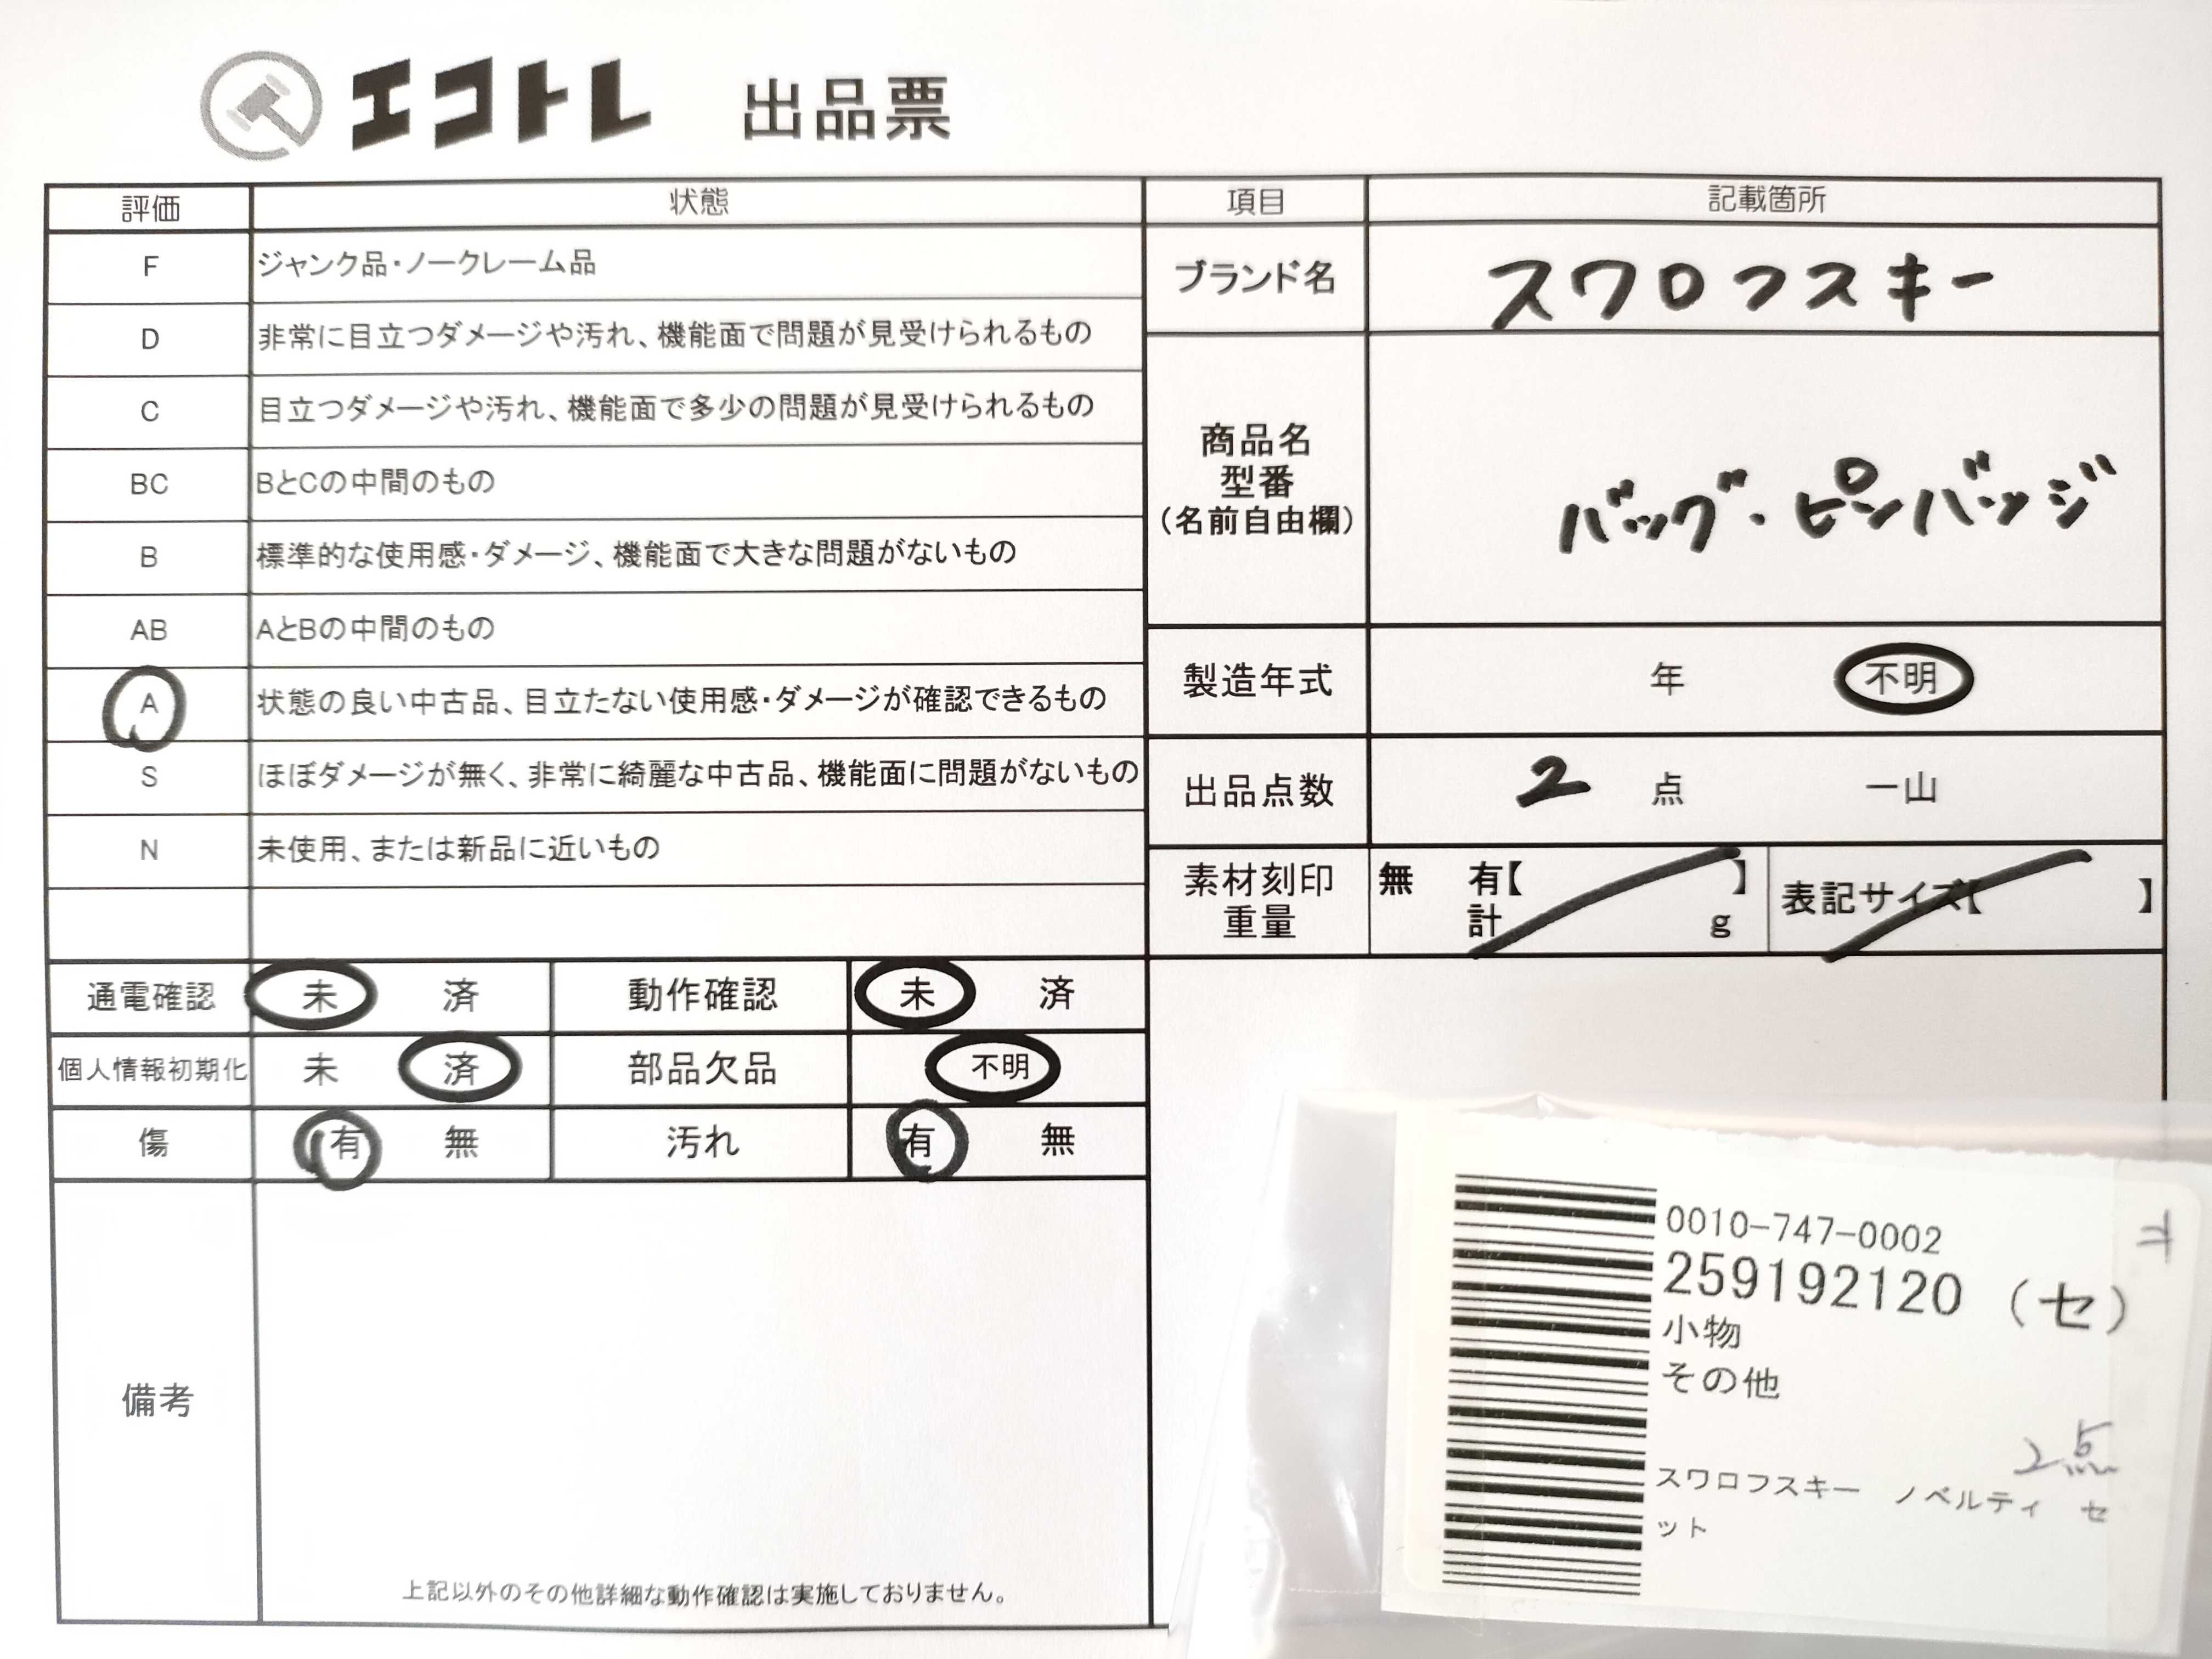 エコトレ 出品票
評価 状態 項目 記載箇所
F ジャンク品・ノークレーム品
D 非常に目立つダメージや汚れ、機能面で問題が見受けられるもの
C 目立つダメージや汚れ、機能面で多少の問題が見受けられるもの
BC BとCの中間のもの
B 標準的な使用感・ダメージ、機能面で大きな問題がないもの
AB AとBの中間のもの
A 状態の良い中古品、目立たない使用感・ダメージが確認できるもの
S ほぼダメージが無く、非常に綺麗な中古品、機能面に問題がないもの
N 未使用、または新品に近いもの
ブランド名 スワロフスキー
商品名
型番
(名前自由欄)
バッグ・ピンバッジ
製造年式 年 不明
出品点数 2 点 一山
素材刻印 無 有【 】 表記サイズ【 】
重量 計 g
通電確認 未 済 動作確認 未 済
個人情報初期化 未 済 部品欠品 不明
傷 有 無 汚れ 有 無
備考
上記以外のその他詳細な動作確認は実施しておりません。
0010-747-0002
259192120 (セ)
小物
その他
2点
スワロフスキー ノベルティ セ
ット